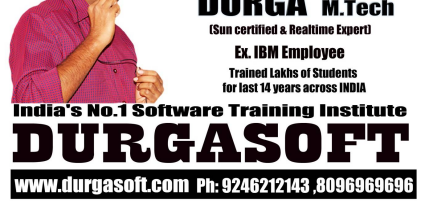 DURGA M.Tech
(Sun certified & Realtime Expert)
Ex. IBM Employee
Trained Lakhs of Students
for last 14 years across INDIA
India's No.1 Software Training Institute
DURGASOFT
www.durgasoft.com Ph: 9246212143 ,8096969696